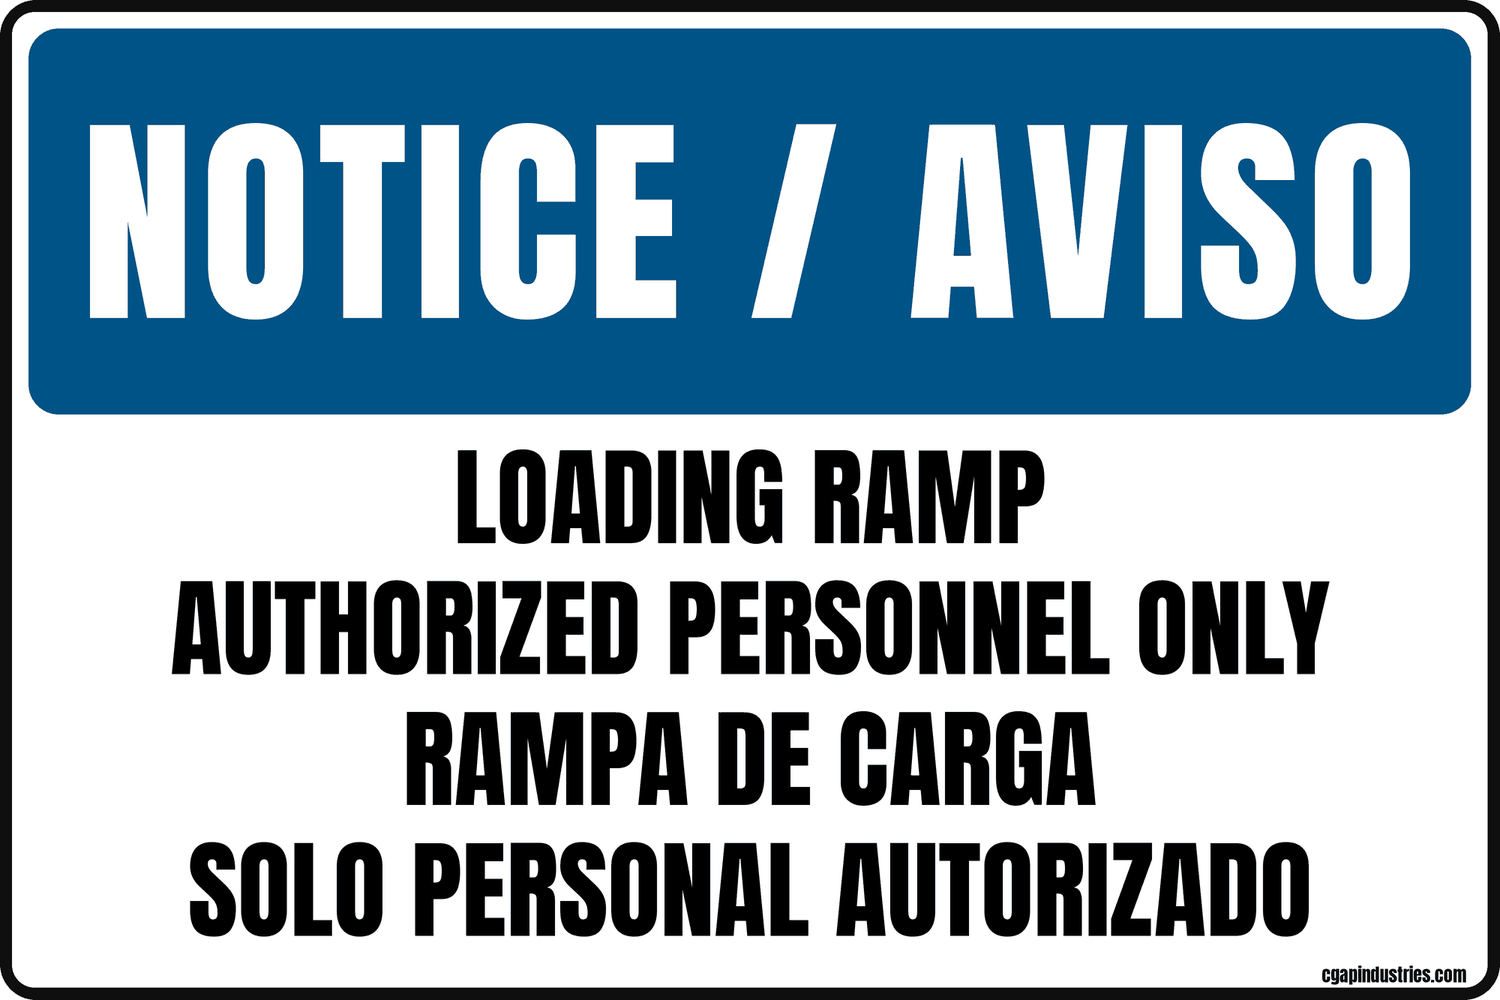 NOTICE / AVISO
LOADING RAMP
AUTHORIZED PERSONNEL ONLY
RAMPA DE CARGA
SOLO PERSONAL AUTORIZADO
cgapindustries.com